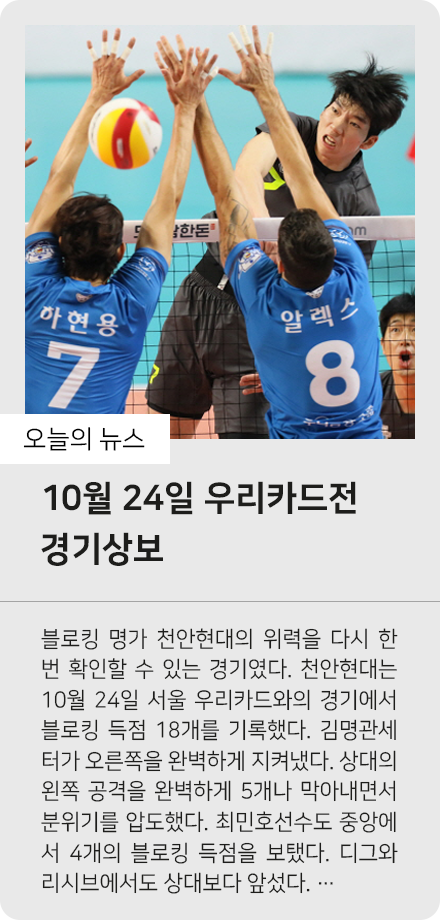 달한돈
하현용
7
알렉스
8
오늘의 뉴스
10월 24일 우리카드전
경기상보
블로킹 명가 천안현대의 위력을 다시 한
번 확인할 수 있는 경기였다. 천안현대는
10월 24일 서울 우리카드와의 경기에서
블로킹 득점 18개를 기록했다. 김명관세
터가 오른쪽을 완벽하게 지켜냈다. 상대의
왼쪽 공격을 완벽하게 5개나 막아내면서
분위기를 압도했다. 최민호선수도 중앙에
서 4개의 블로킹 득점을 보탰다. 디그와
리시브에서도 상대보다 앞섰다. …